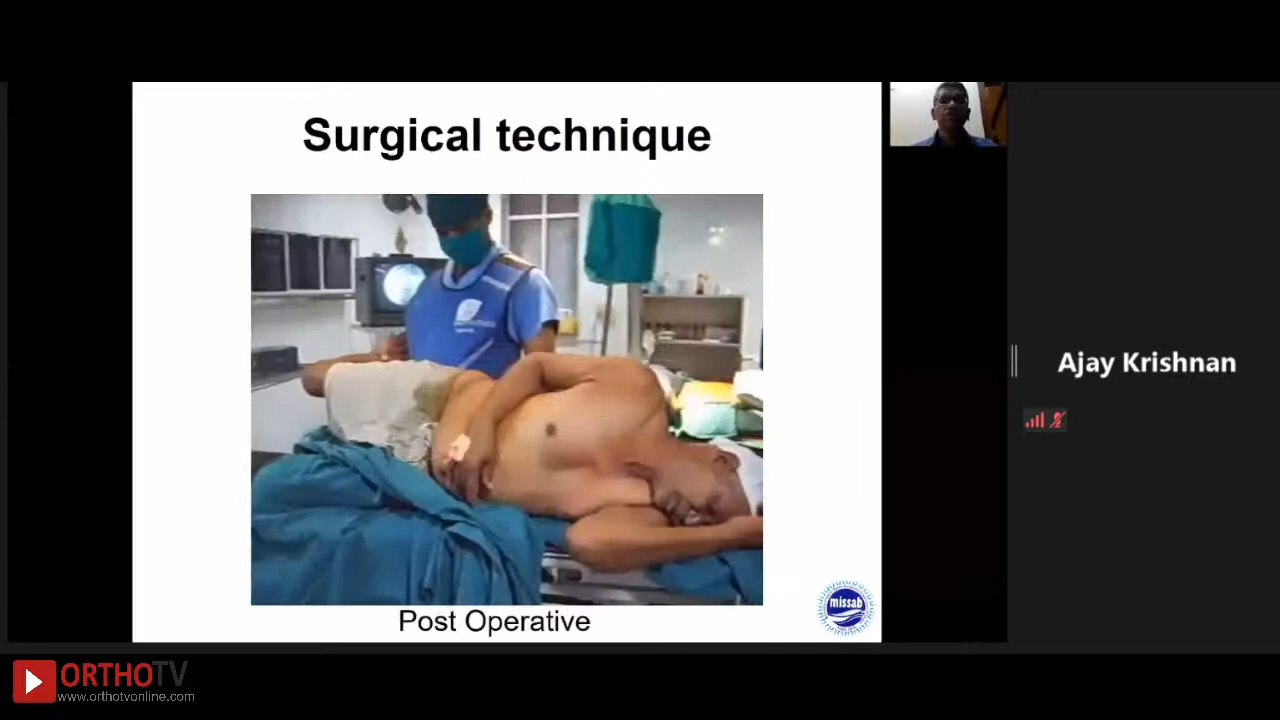 Surgical technique
Post Operative
missab
Ajay Krishnan
ORTHOTV
www.orthotvonline.com